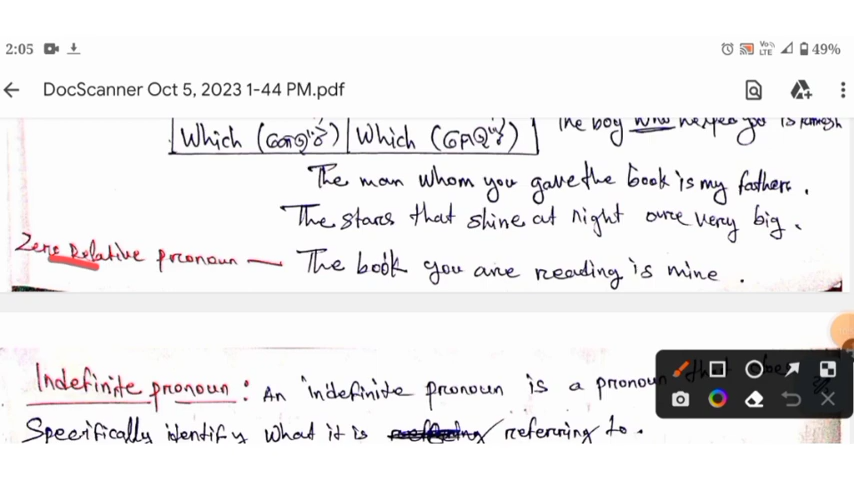 2:05 49%
DocScanner Oct 5, 2023 1-44 PM.pdf
Which ( ) Which ( ) The boy who helped you is
The man whom you gave the book is my father.
The stars that shine at night are very big.
Zero Relative pronoun — The book you are reading is mine.
Indefinite pronoun: An indefinite pronoun is a pronoun
Specifically identify what it is referring to.